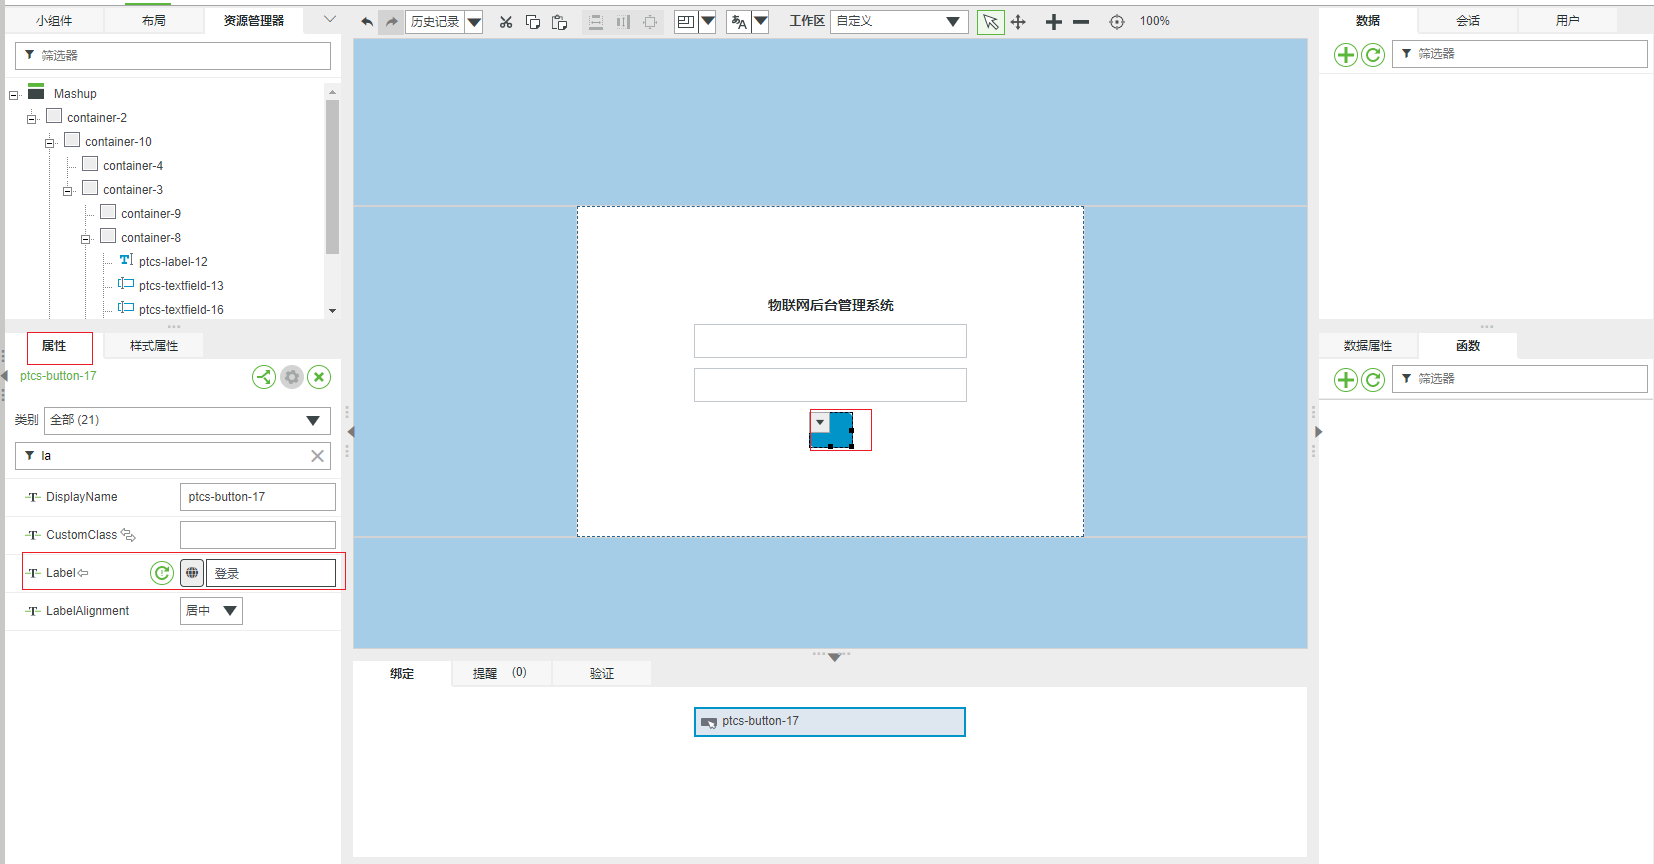 小组件
布局
资源管理器
历史记录
工作区
自定义
100%
数据
会话
用户
筛选器
筛选器
Mashup
container-2
container-10
container-4
container-3
container-9
container-8
ptcs-label-12
ptcs-textfield-13
ptcs-textfield-16
物联网后台管理系统
属性
样式属性
数据属性
函数
ptcs-button-17
筛选器
类别
全部 (21)
la
DisplayName
ptcs-button-17
CustomClass
Label
登录
LabelAlignment
居中
绑定
提醒 (0)
验证
ptcs-button-17